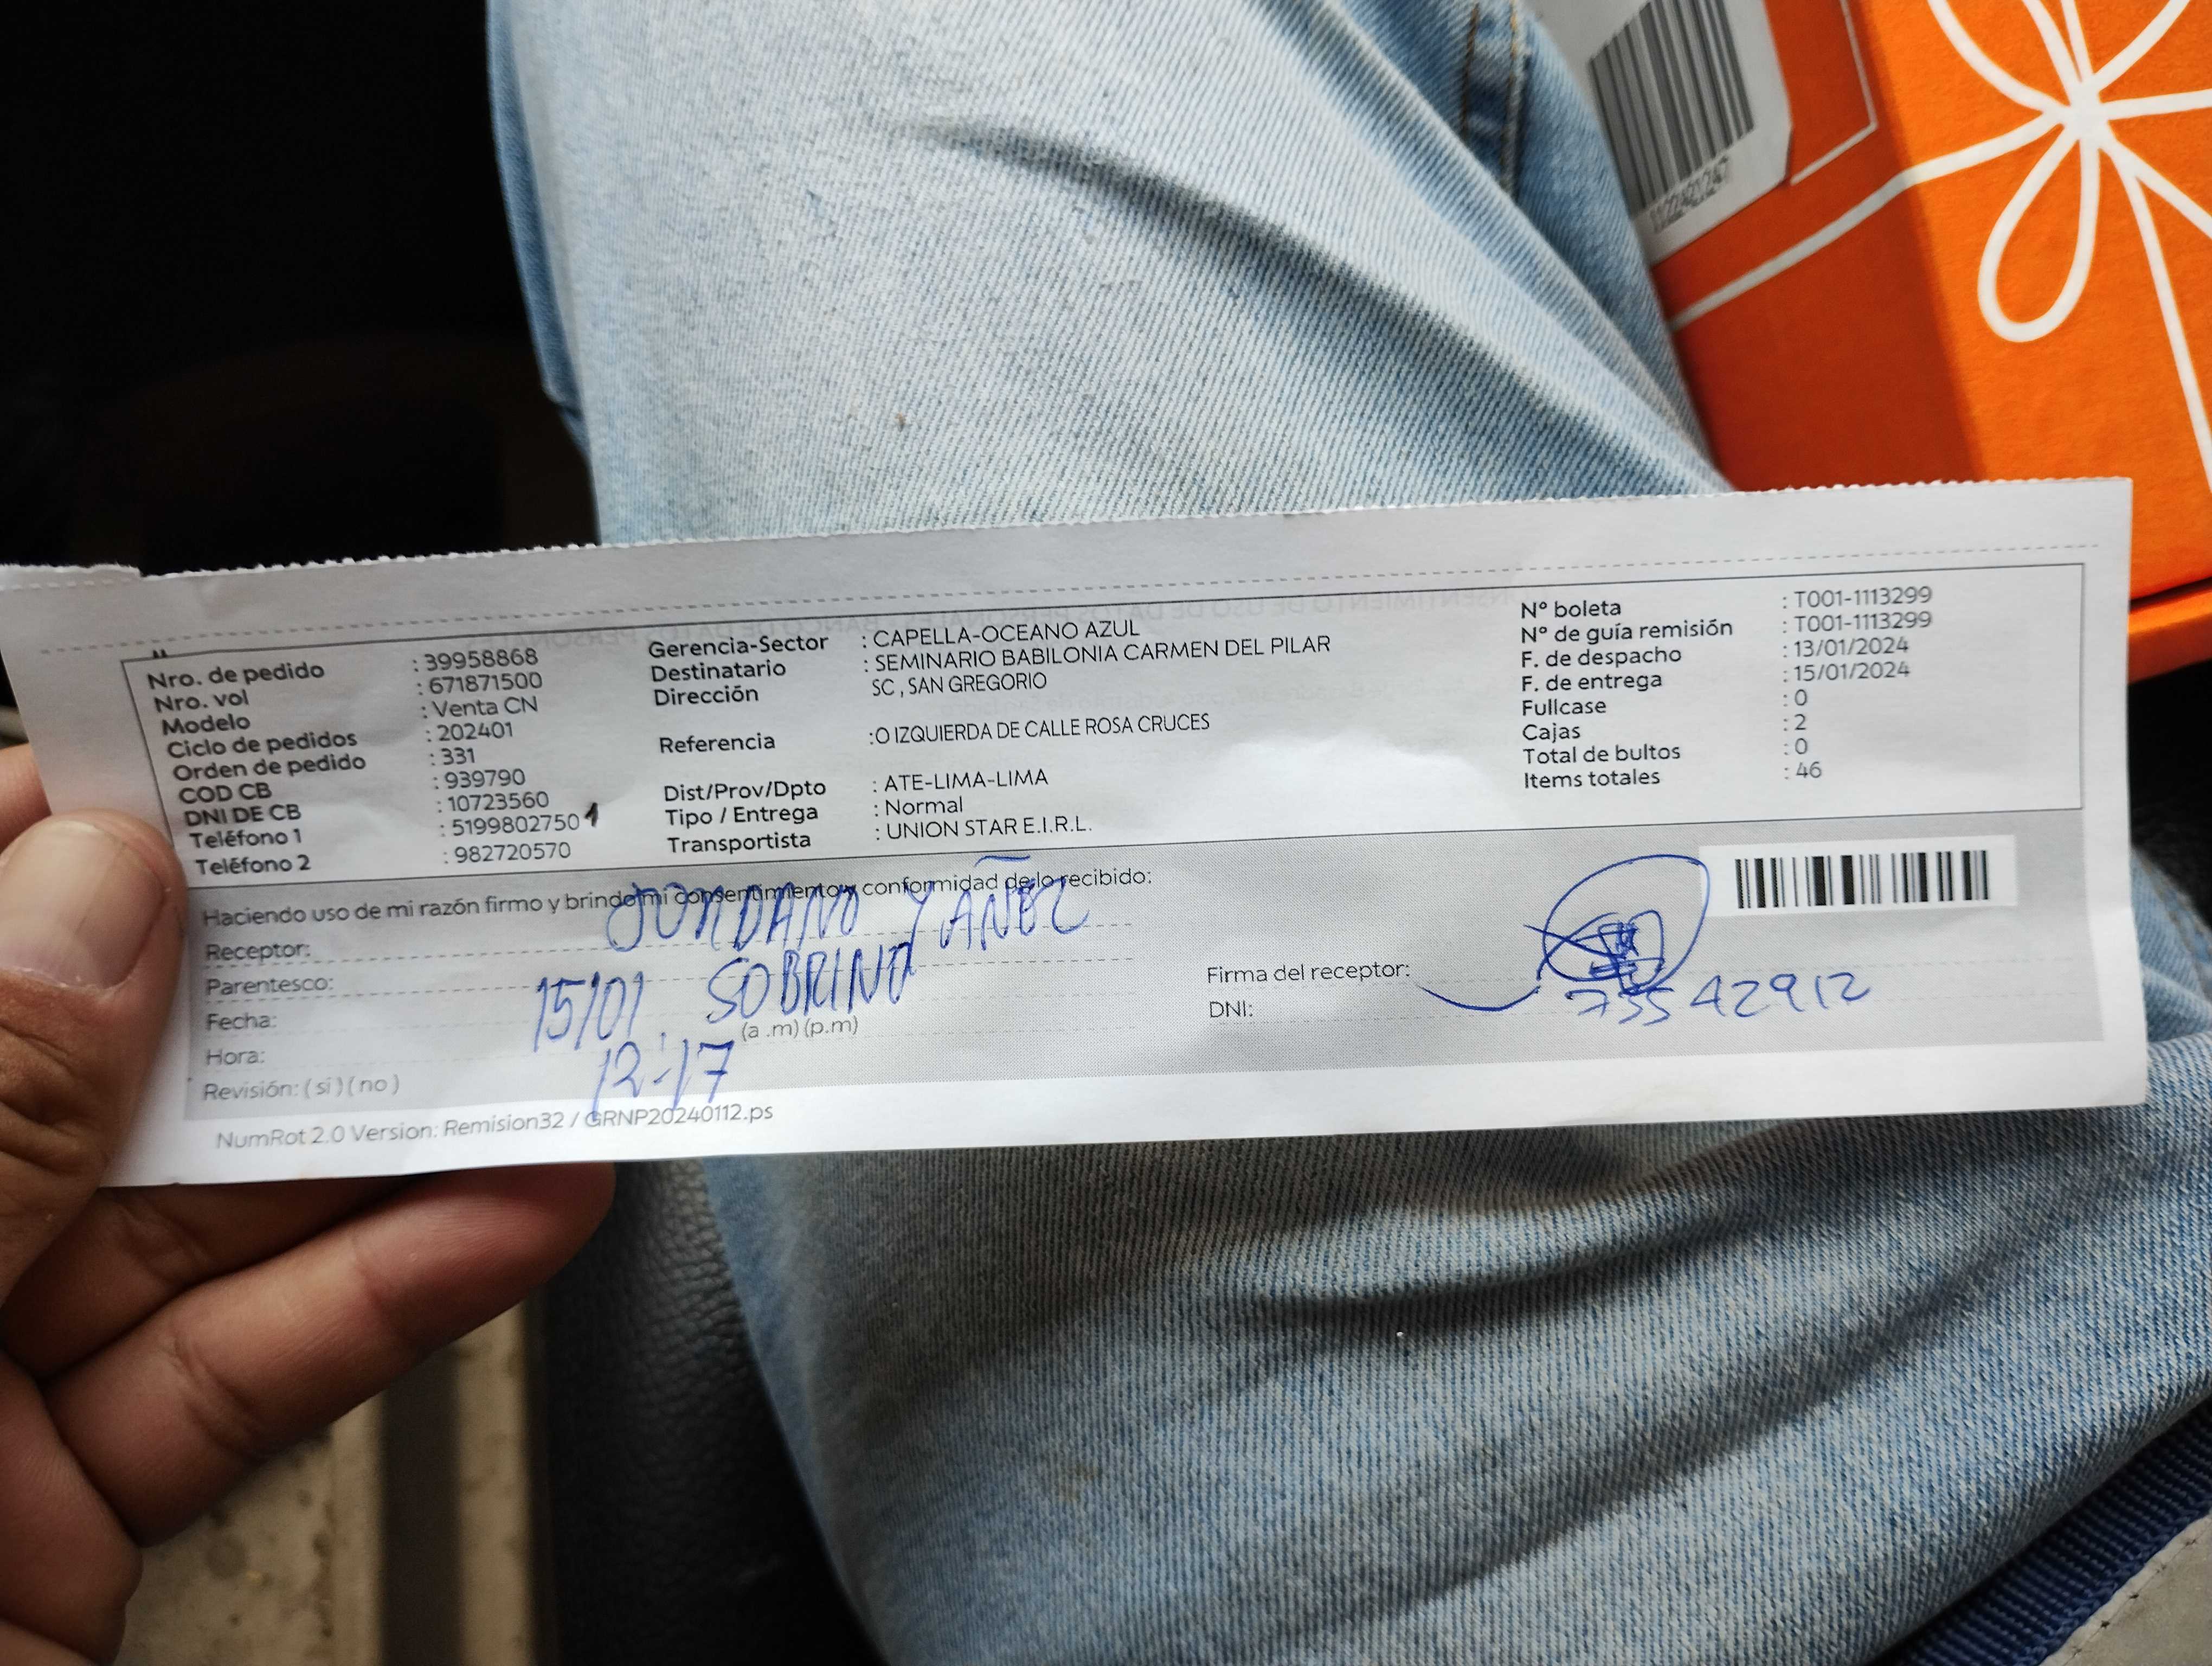 Nro. de pedido : 39958868
Nro. vol : 671871500
Modelo : Venta CN
Ciclo de pedidos : 202401
Orden de pedido : 331
COD CB : 939790
DNI DE CB : 10723560
Teléfono 1 : 51998027501
Teléfono 2 : 982720570
Gerencia-Sector : CAPELLA-OCEANO AZUL
Destinatario : SEMINARIO BABILONIA CARMEN DEL PILAR
Dirección SC , SAN GREGORIO
Referencia :O IZQUIERDA DE CALLE ROSA CRUCES
Dist/Prov/Dpto : ATE-LIMA-LIMA
Tipo / Entrega : Normal
Transportista : UNION STAR E.I.R.L.
N° boleta : T001-1113299
N° de guía remisión : T001-1113299
F. de despacho : 13/01/2024
F. de entrega : 15/01/2024
Fullcase : 0
Cajas : 2
Total de bultos : 0
Items totales : 46
Haciendo uso de mi razón firmo y brindo mi consentimiento y conformidad de lo recibido:
Receptor: JORDANO YAÑEZ
Parentesco: SOBRINO
Fecha: 15/01
Hora: 12:17 (a .m) (p.m)
Revisión: ( si ) ( no )
Firma del receptor:
DNI: 73542912
NumRot 2.0 Version: Remision32 / GRNP20240112.ps